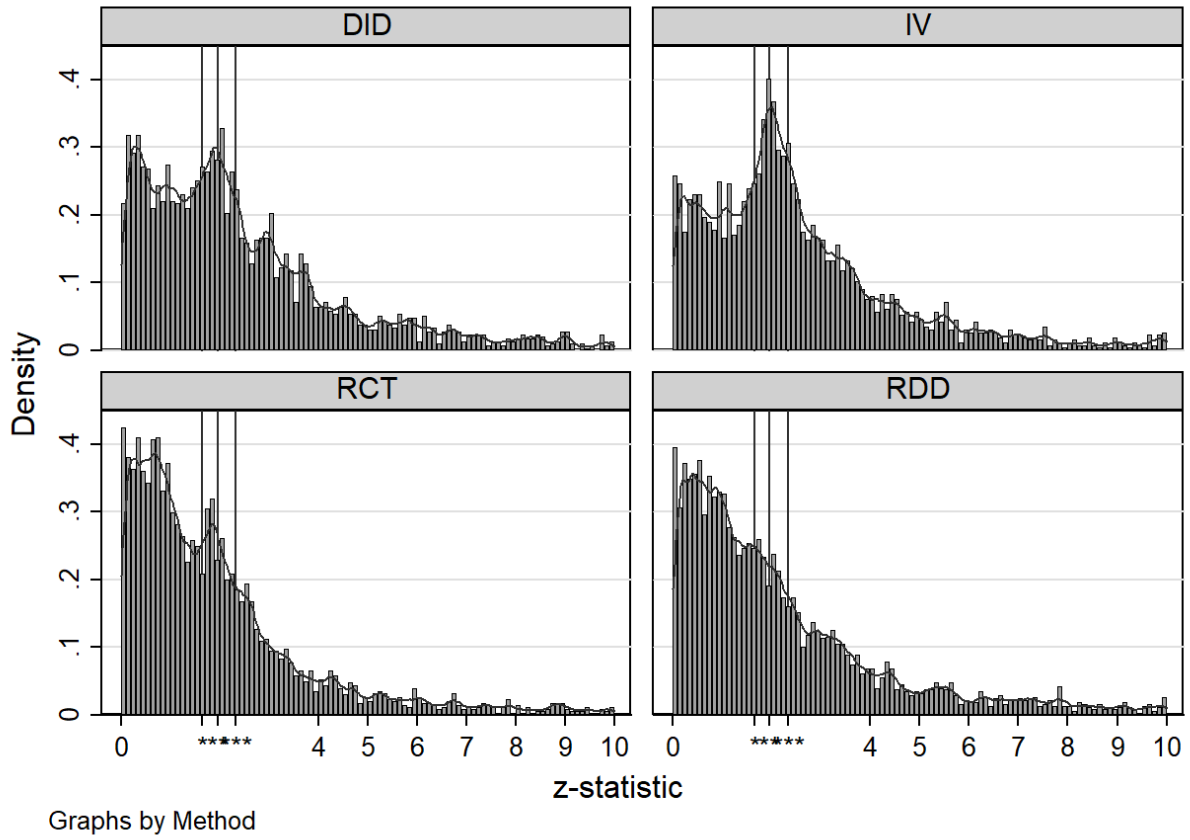 DID IV
.4
.3
.2
.1
0
RCT RDD
.4
.3
.2
.1
0
Density
0 * ** *** 4 5 6 7 8 9 10 0 * ** *** 4 5 6 7 8 9 10
z-statistic
Graphs by Method